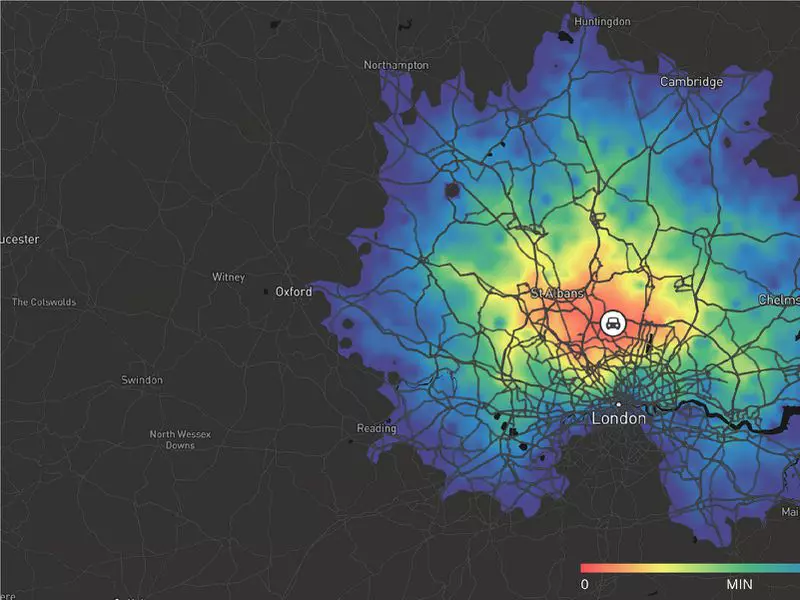 Huntingdon
Northampton
Cambridge
ucester
Witney
Oxford
St Albans
The Cotswolds
Chelms
Swindon
London
Reading
North Wessex
Downs
Mai
0
MIN
ere